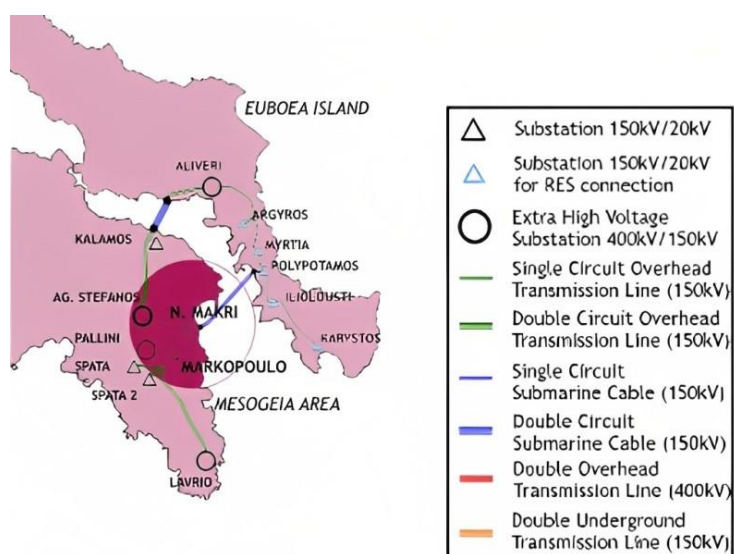 EUBOEA ISLAND
ALIVERI
ARGYROS
KALAMOS
MYRTIA
POLYPOTAMOS
AG. STEFANOS
N. MAKRI
ILIOLOUSTI
PALLINI
KARYSTOS
SPATA
MARKOPOULO
SPATA 2
MESOGEIA AREA
LAVRIO
Substation 150kV/20kV
Substation 150kV/20kV
for RES connection
Extra High Voltage
Substation 400kV/150kV
Single Circuit Overhead
Transmission Line (150kV)
Double Circuit Overhead
Transmission Line (150kV)
Single Circuit
Submarine Cable (150kV)
Double Circuit
Submarine Cable (150kV)
Double Overhead
Transmission Line (400kV)
Double Underground
Transmission Line (150kV)